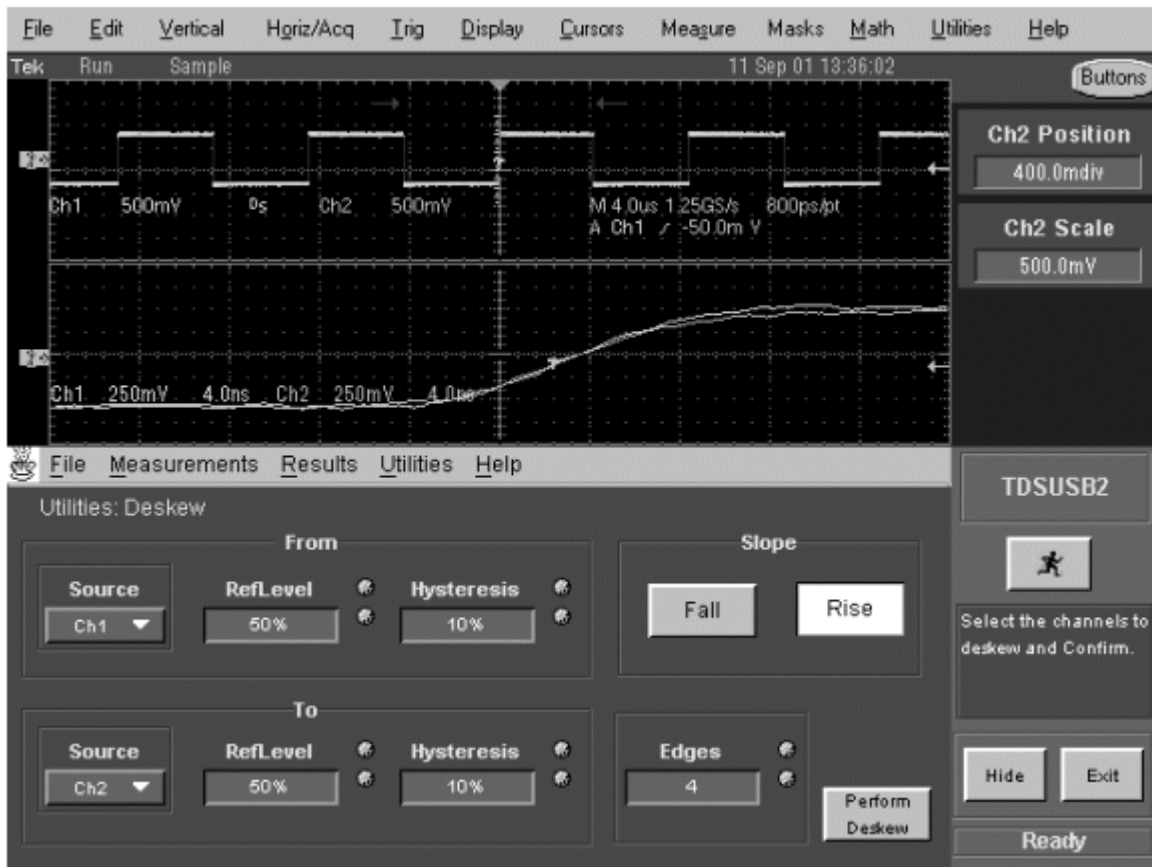 File Edit Vertical Horiz/Acq Trig Display Cursors Measure Masks Math Utilities Help
Tek Run Sample 11 Sep 01 13:36:02
Buttons
Ch2 Position
400.0mdiv
Ch2 Scale
500.0mV
Ch1 500mV 0s Ch2 500mV M 4.0us 1.25GS/s 800ps/pt
A Ch1 / -50.0m V
Ch1 250mV 4.0ns Ch2 250mV 4.0ns
File Measurements Results Utilities Help
TDSUSB2
Utilities: Deskew
From
Source RefLevel Hysteresis
Ch1 50% 10%
Slope
Fall Rise
Select the channels to
deskew and Confirm.
To
Source RefLevel Hysteresis
Ch2 50% 10%
Edges
4
Perform
Deskew
Hide Exit
Ready